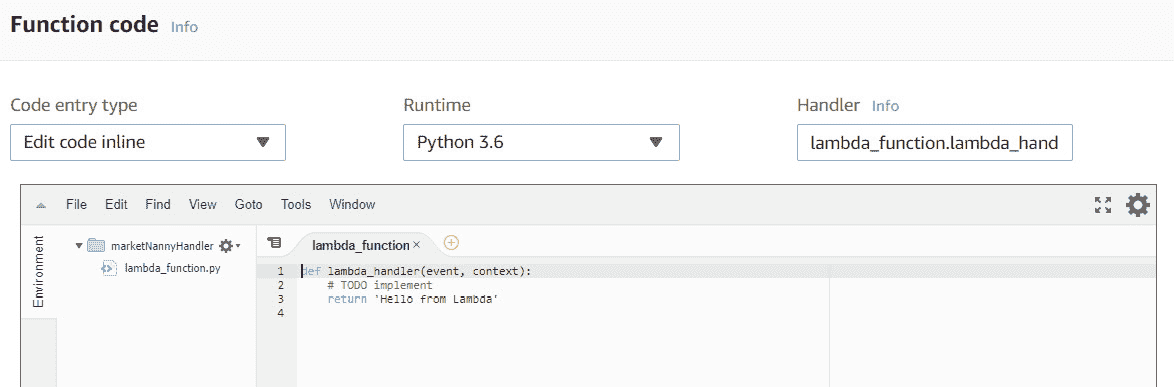 Function code Info
Code entry type Runtime Handler Info
Edit code inline Python 3.6 lambda_function.lambda_hand
File Edit Find View Goto Tools Window
Environment
marketNannyHandler
lambda_function.py
lambda_function ×
1 def lambda_handler(event, context):
2     # TODO implement
3     return 'Hello from Lambda'
4